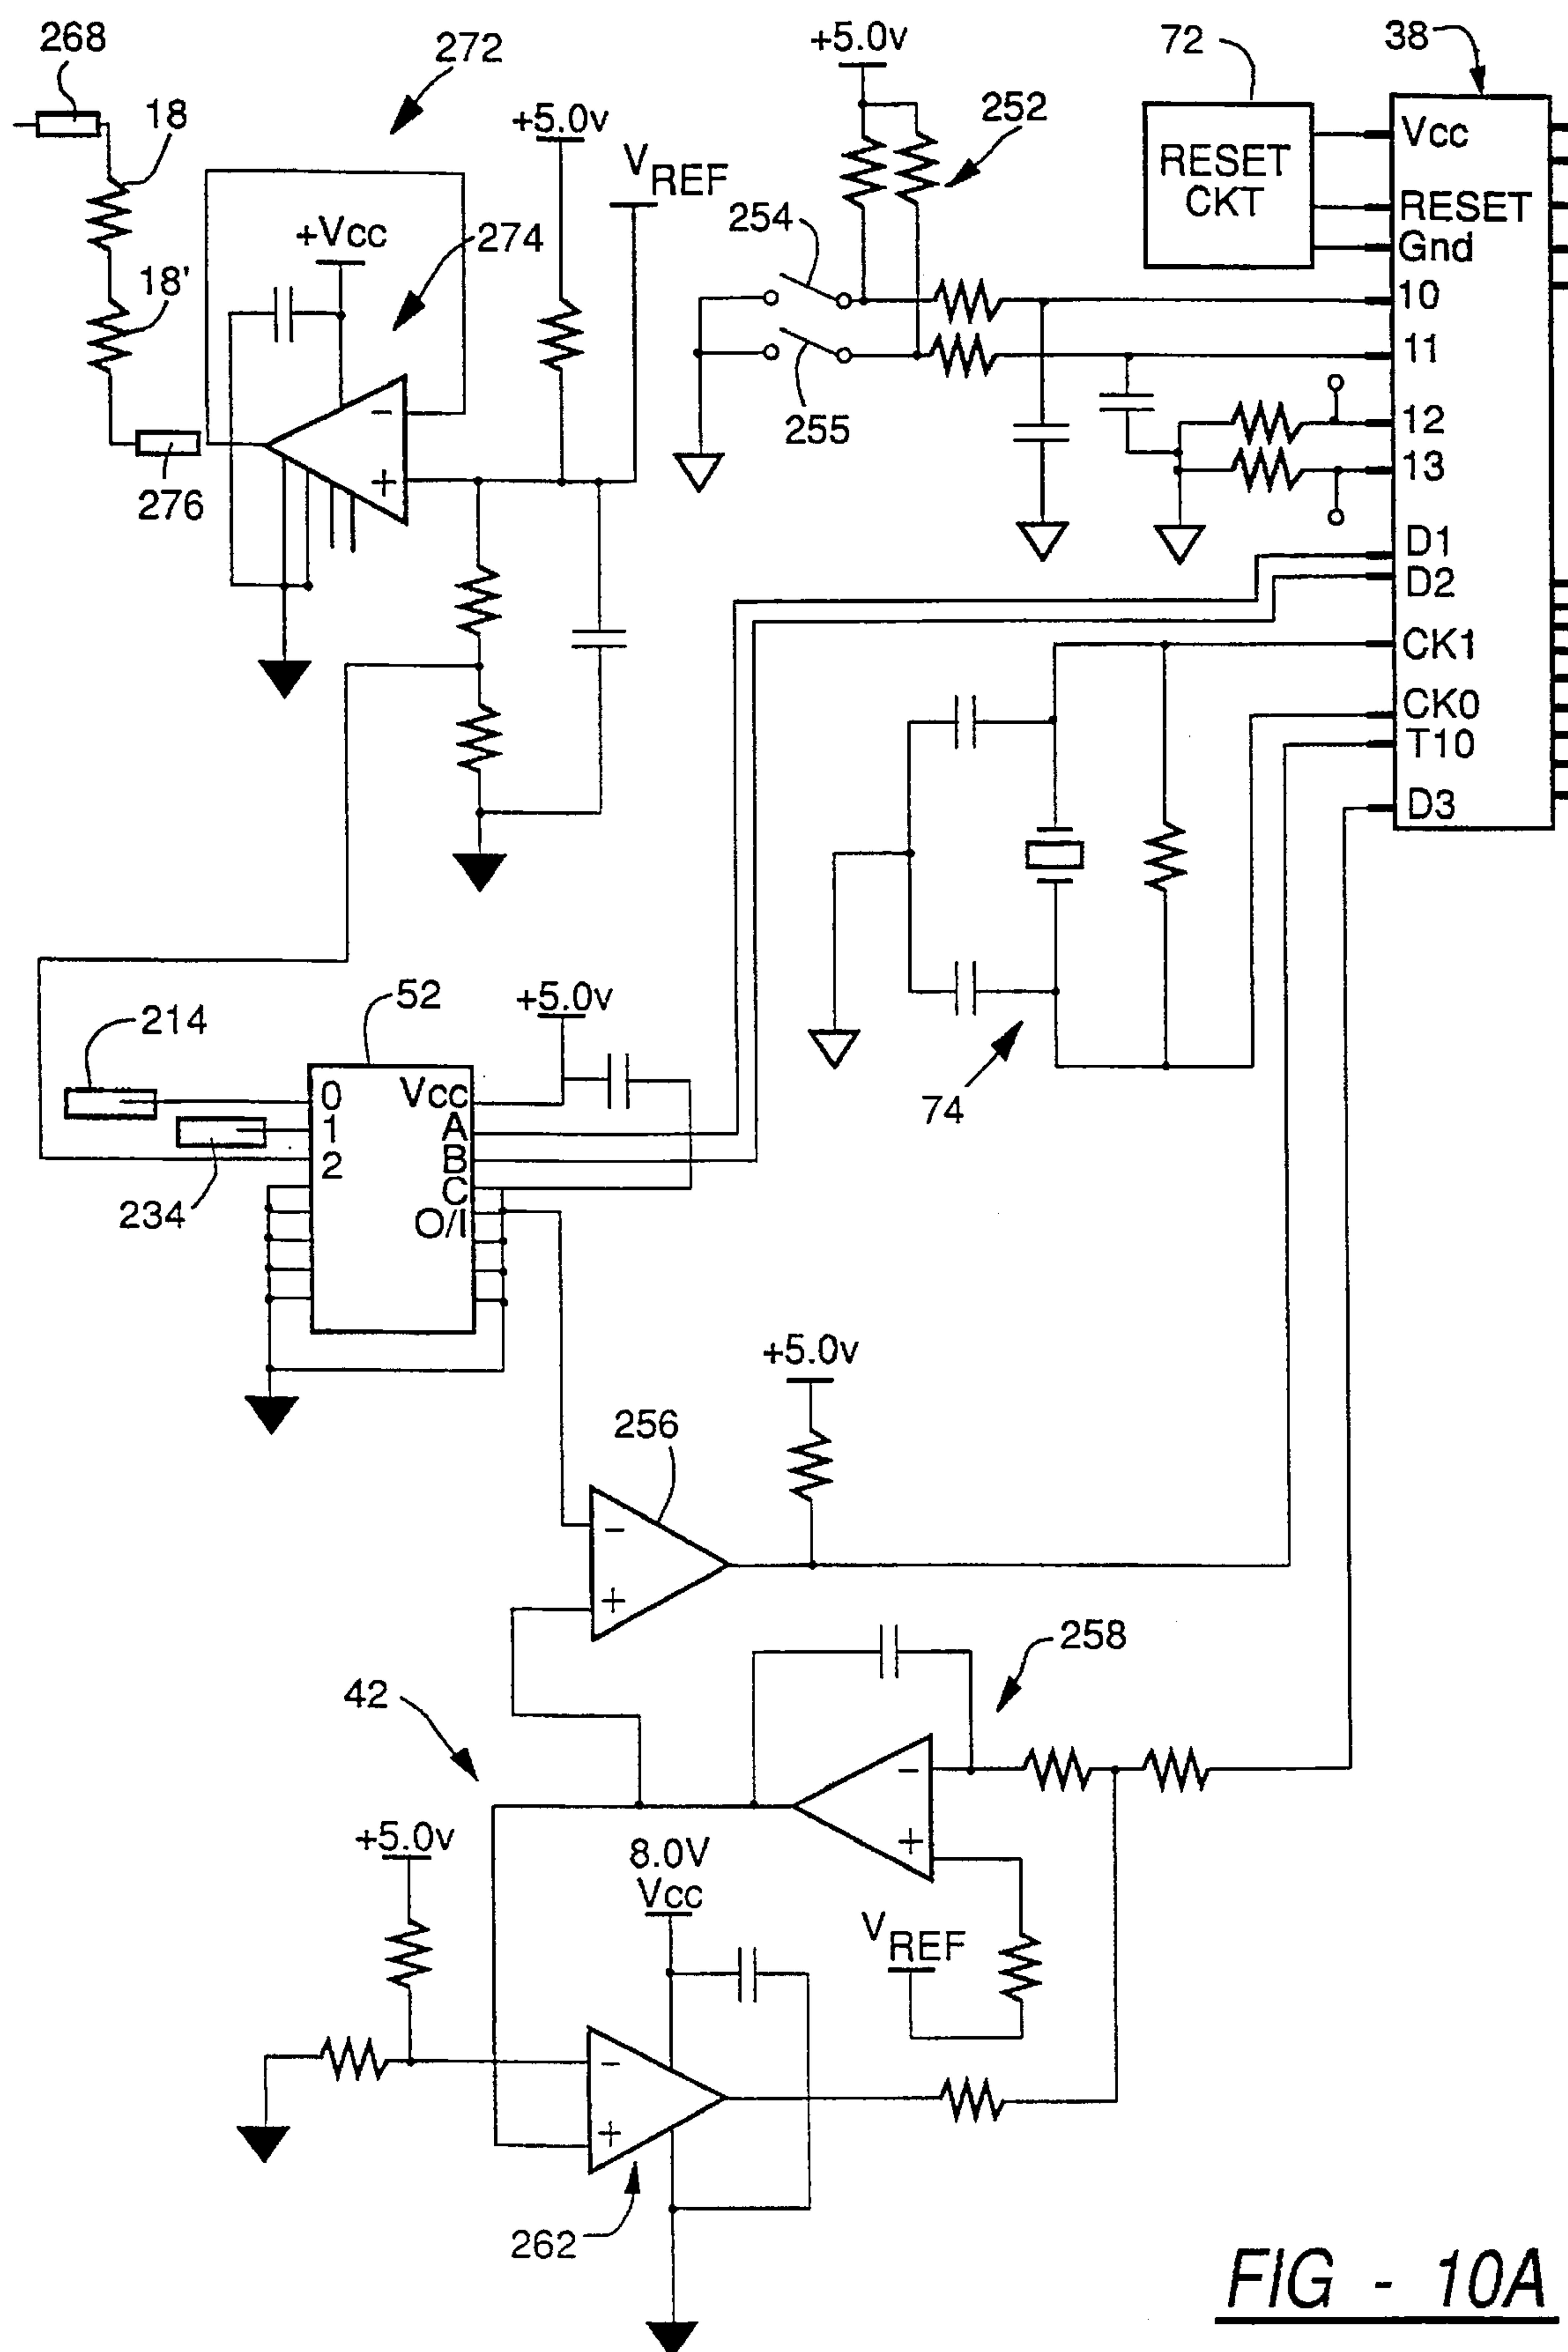 268
272
+5.0v
72
38
18
+5.0v
252
Vcc
V
REF
RESET
CKT
RESET
+Vcc
274
254
Gnd
18'
10
11
-
255
12
+
13
276
D1
D2
CK1
CK0
T10
D3
52
+5.0v
214
74
0
Vcc
1
A
2
B
C
234
O/I
+5.0v
256
-
+
258
42
-
+5.0v
+
8.0V
Vcc
V
REF
-
+
262
FIG - 10A